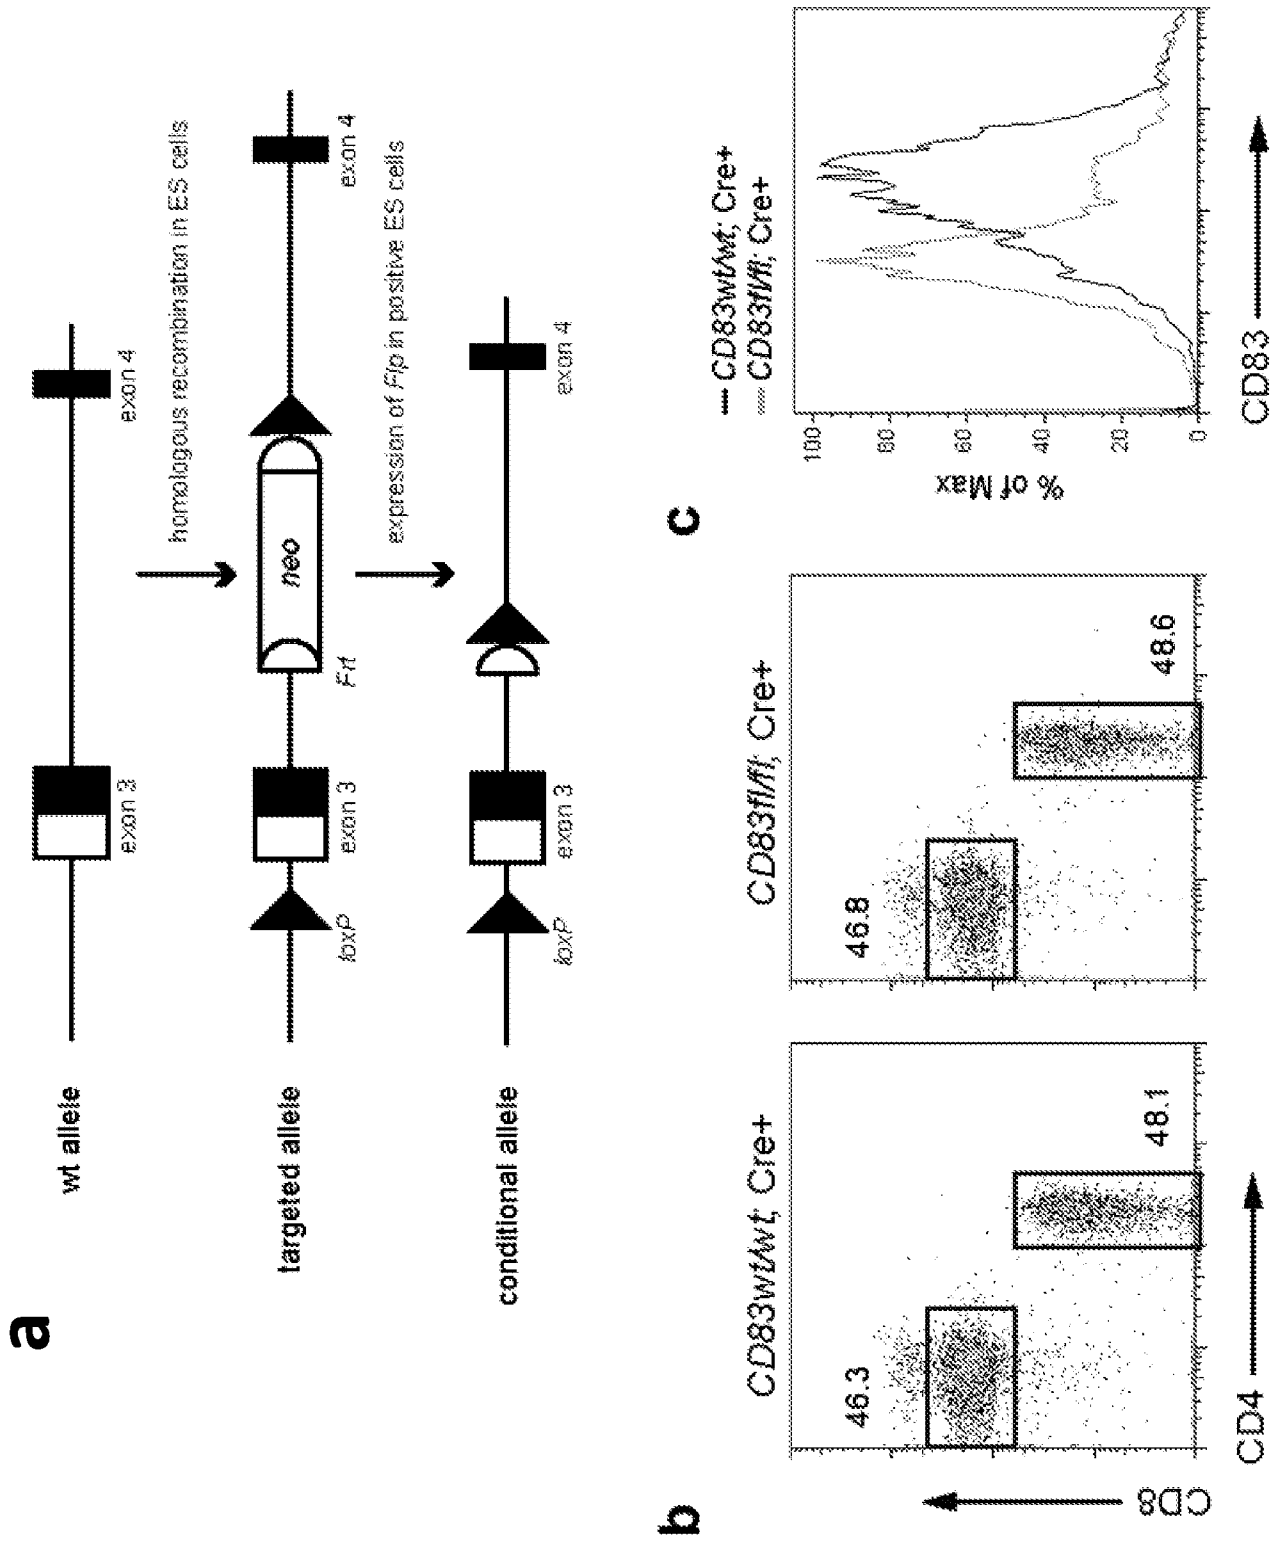 a
wt allele
exon 3
exon 4
homologous recombination in ES cells
targeted allele
loxP
exon 3
Frt
neo
exon 4
expression of Flp in positive ES cells
conditional allele
loxP
exon 3
exon 4
b
CD83wt/wt; Cre+
46.3
48.1
CD8
CD4
CD83fl/fl; Cre+
46.8
48.6
c
CD83wt/wt; Cre+
CD83fl/fl; Cre+
% of Max
100
80
60
40
20
0
CD83